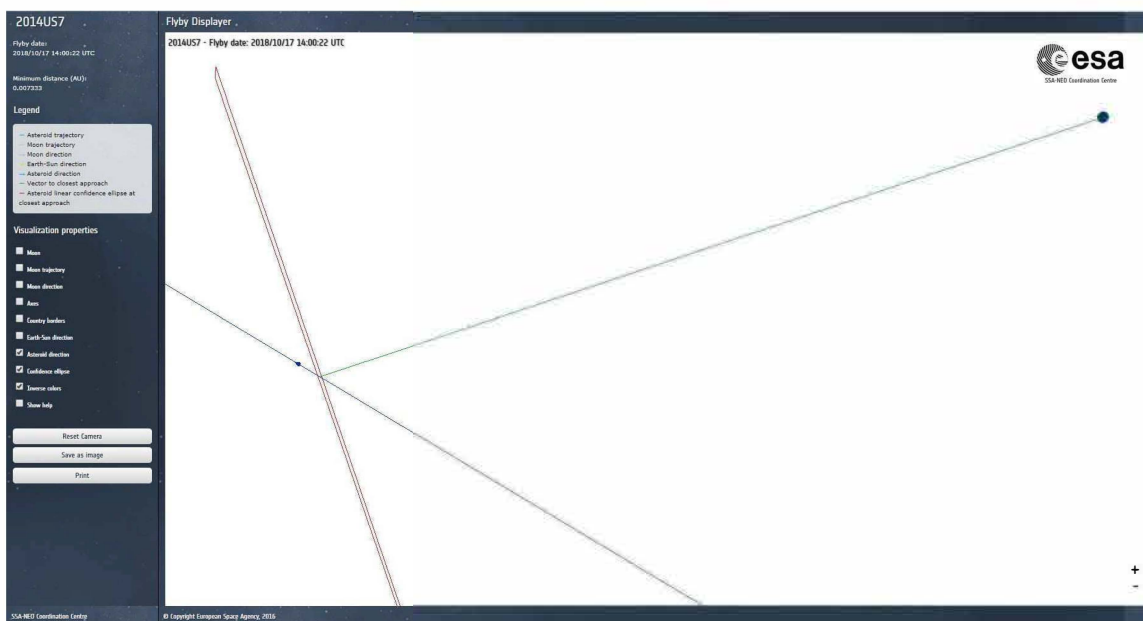 2014US7
Flyby date:
2018/10/17 14:00:22 UTC
Minimum distance (AU):
0.007333
Legend
Asteroid trajectory
Moon trajectory
Moon direction
Earth-Sun direction
Asteroid direction
Vector to closest approach
Asteroid linear confidence ellipse at
closest approach
Visualization properties
Moon
Moon trajectory
Moon direction
Axes
Country borders
Earth-Sun direction
Asteroid direction
Confidence ellipse
Inverse colors
Show help
Reset Camera
Save as image
Print
SSA-NEO Coordination Centre
Flyby Displayer
2014US7 - Flyby date: 2018/10/17 14:00:22 UTC
esa
SSA-NEO Coordination Centre
+
-
© Copyright European Space Agency, 2016